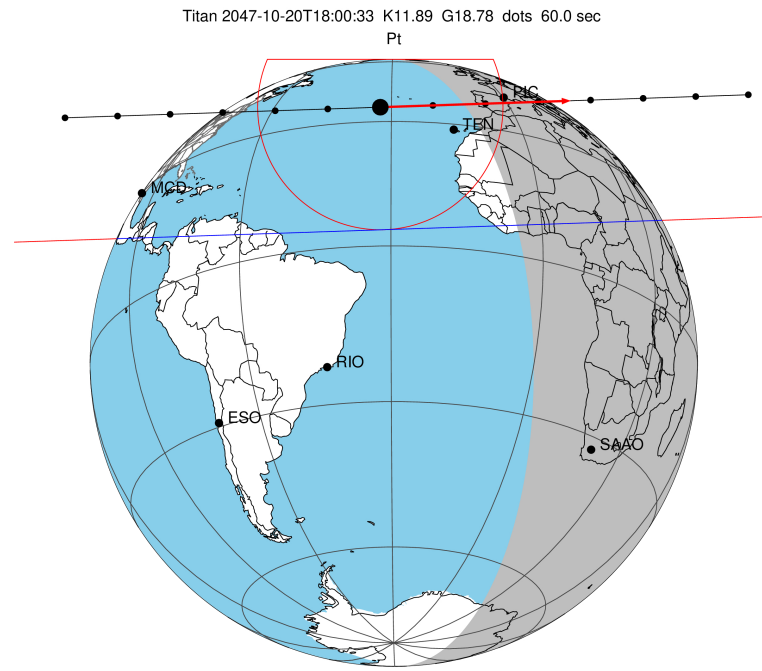 Titan 2047-10-20T18:00:33 K11.89 G18.78 dots 60.0 sec
Pt
PIC
TEN
MCD
RIO
ESO
SAAO